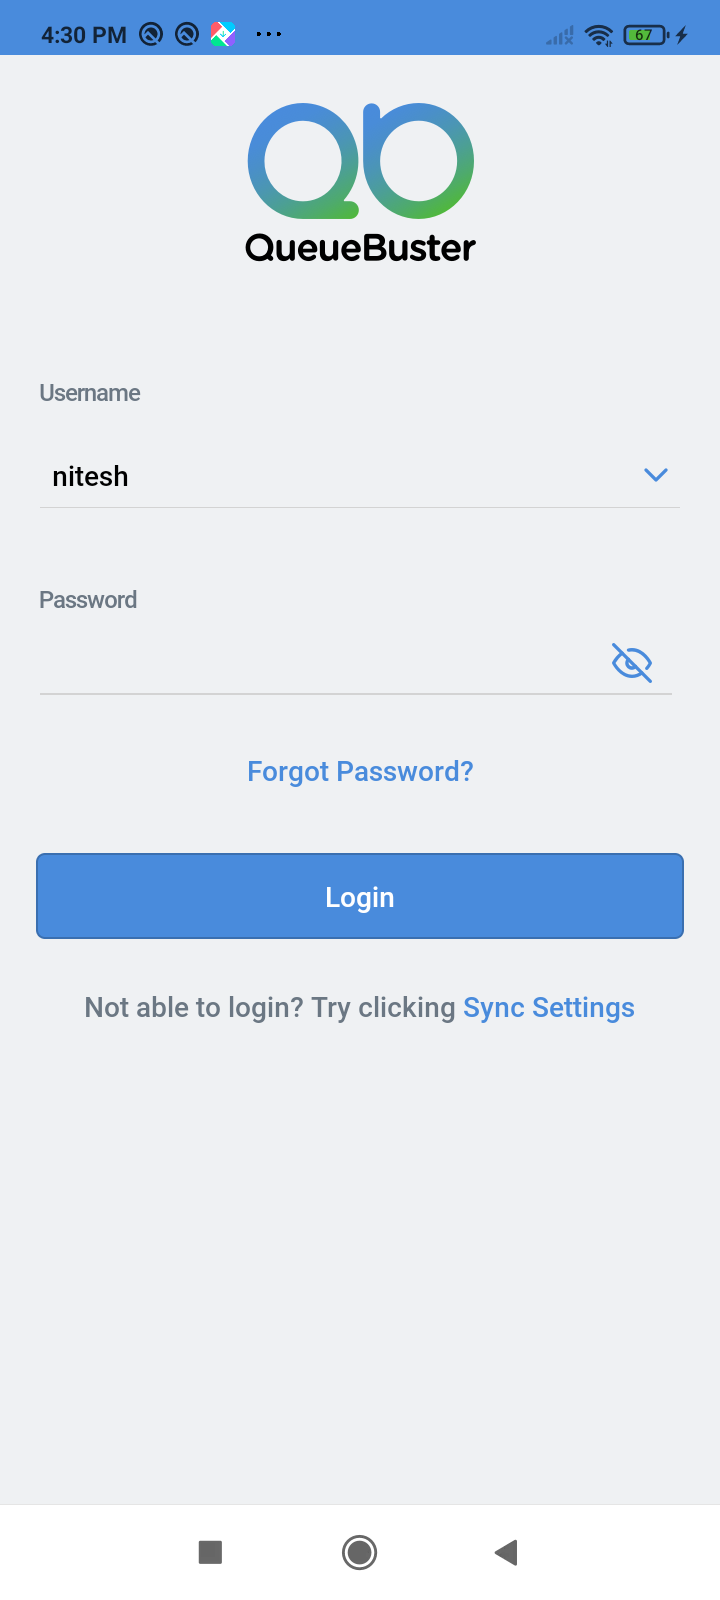 4:30 PM
67
QueueBuster
Username
nitesh
Password
Forgot Password?
Login
Not able to login? Try clicking Sync Settings